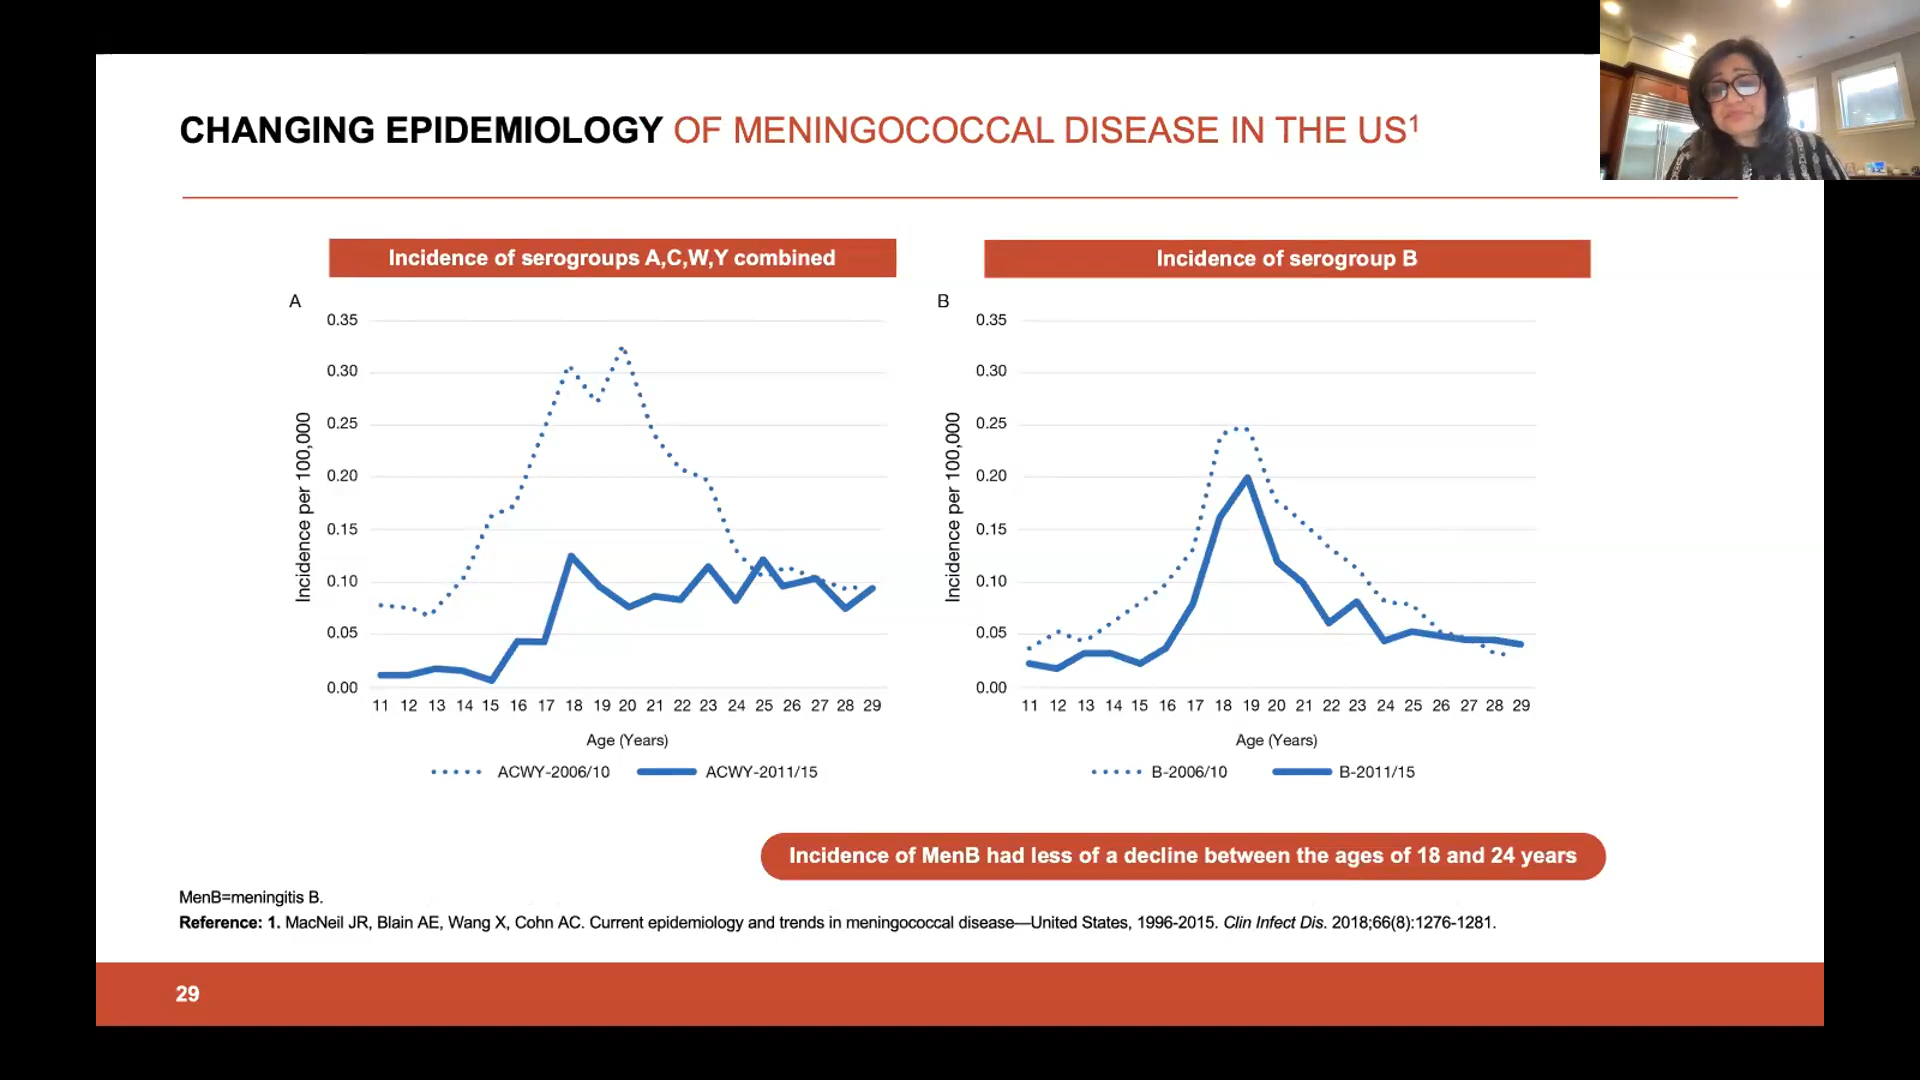 CHANGING EPIDEMIOLOGY OF MENINGOCOCCAL DISEASE IN THE US¹
Incidence of serogroups A,C,W,Y combined
A
Incidence per 100,000
0.35
0.30
0.25
0.20
0.15
0.10
0.05
0.00
11 12 13 14 15 16 17 18 19 20 21 22 23 24 25 26 27 28 29
Age (Years)
ACWY-2006/10 ACWY-2011/15
Incidence of serogroup B
B
Incidence per 100,000
0.35
0.30
0.25
0.20
0.15
0.10
0.05
0.00
11 12 13 14 15 16 17 18 19 20 21 22 23 24 25 26 27 28 29
Age (Years)
B-2006/10 B-2011/15
Incidence of MenB had less of a decline between the ages of 18 and 24 years
MenB=meningitis B.
Reference: 1. MacNeil JR, Blain AE, Wang X, Cohn AC. Current epidemiology and trends in meningococcal disease—United States, 1996-2015. Clin Infect Dis. 2018;66(8):1276-1281.
29